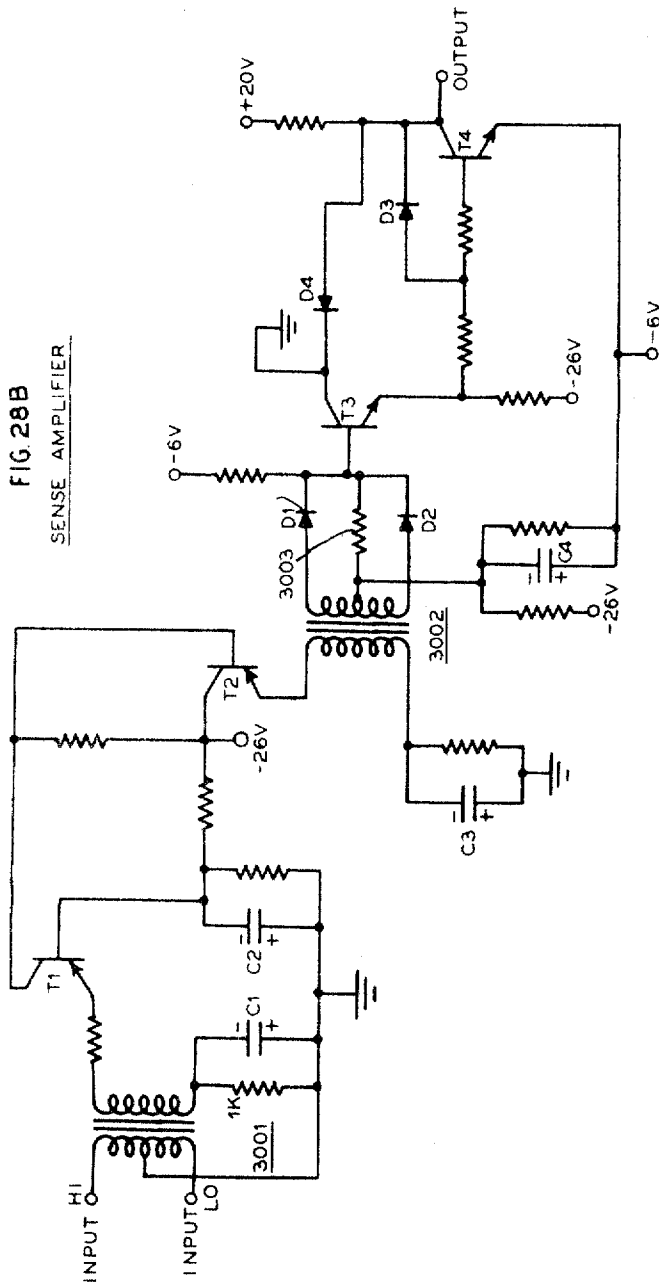 FIG. 28B
SENSE AMPLIFIER
INPUT HI
INPUT LO
3001
1K
C1
T1
C2
-26V
T2
C3
3002
3003
-6V
D1
D2
-26V
C4
T3
-26V
D4
D3
+20V
T4
OUTPUT
-6V
- + 
- + 
- + 
- +